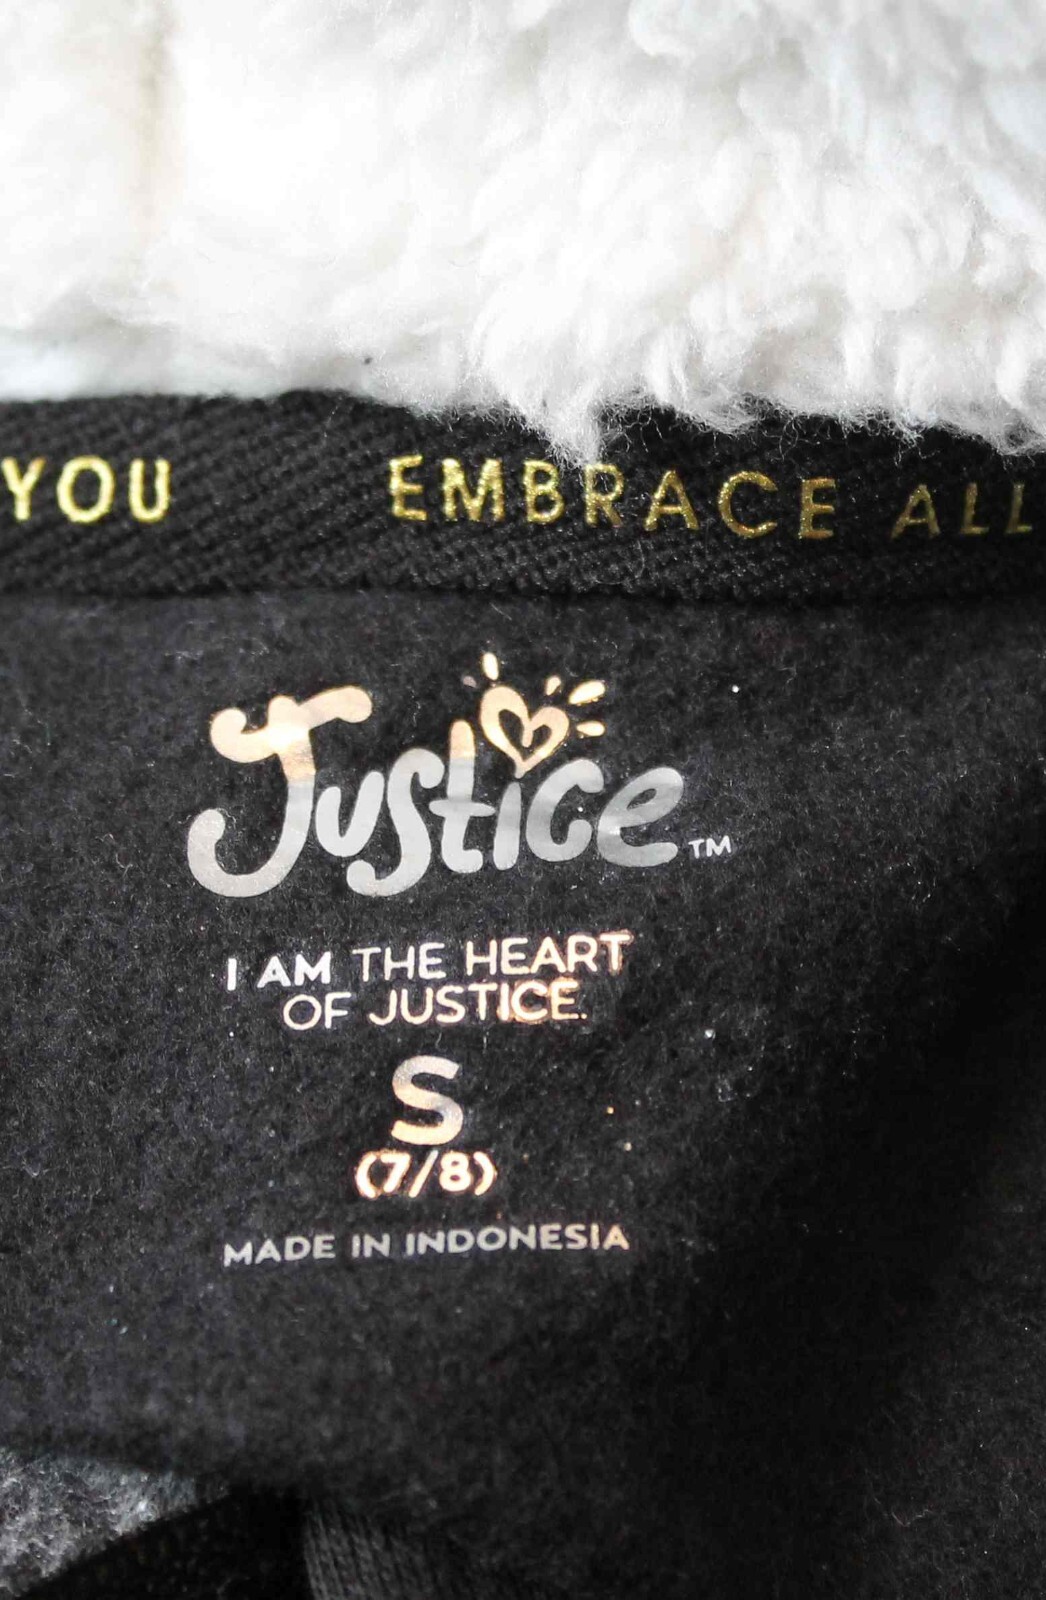 YOU EMBRACE ALL
Justice™
I AM THE HEART
OF JUSTICE.
S
(7/8)
MADE IN INDONESIA